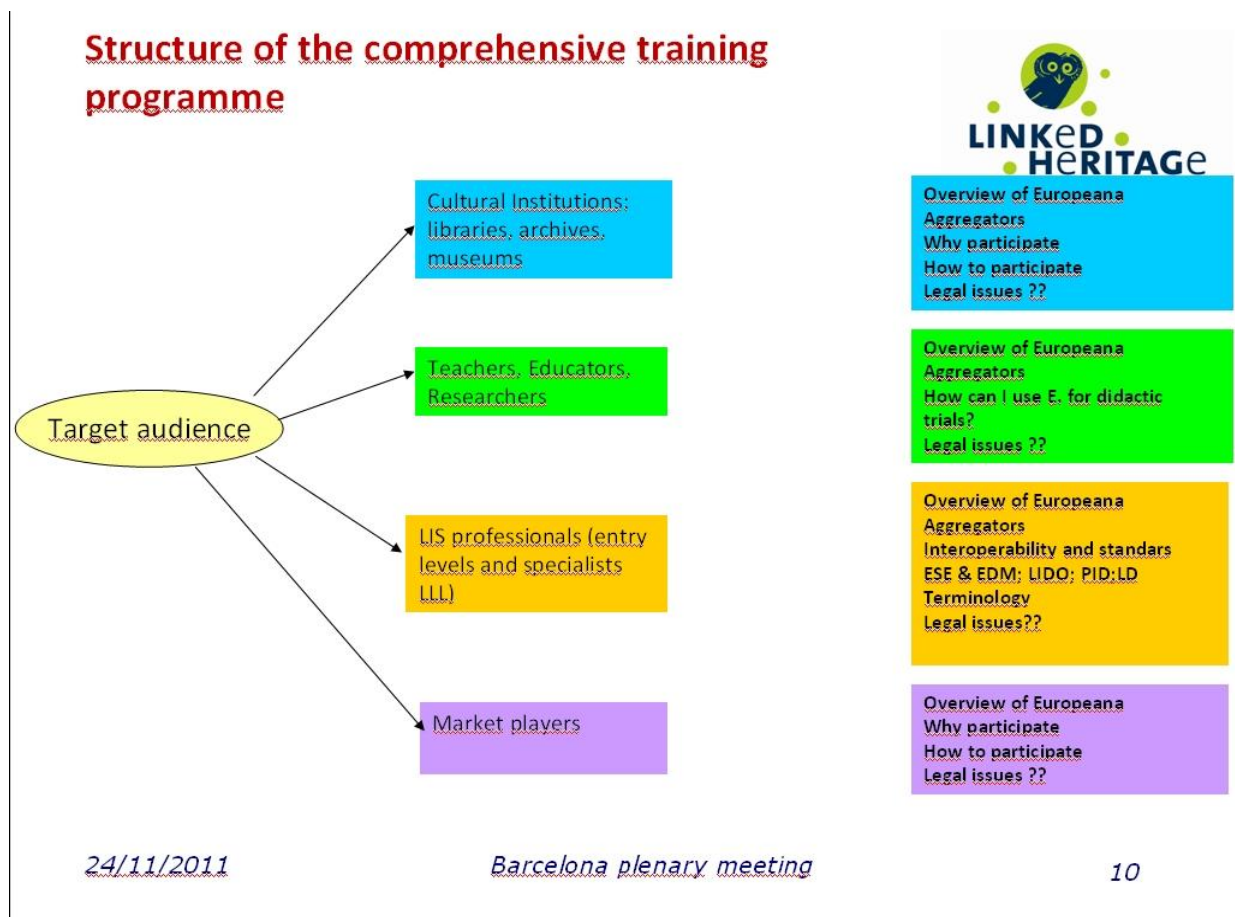 Structure of the comprehensive training
programme
LINKeD
HeRITAGe
Target audience
Cultural Institutions:
libraries, archives,
museums
Overview of Europeana
Aggregators
Why participate
How to participate
Legal issues ??
Teachers, Educators,
Researchers
Overview of Europeana
Aggregators
How can I use E. for didactic
trials?
Legal issues ??
LIS professionals (entry
levels and specialists
LLL)
Overview of Europeana
Aggregators
Interoperability and standars
ESE & EDM; LIDO; PID;LD
Terminology
Legal issues??
Market players
Overview of Europeana
Why participate
How to participate
Legal issues ??
24/11/2011
Barcelona plenary meeting
10